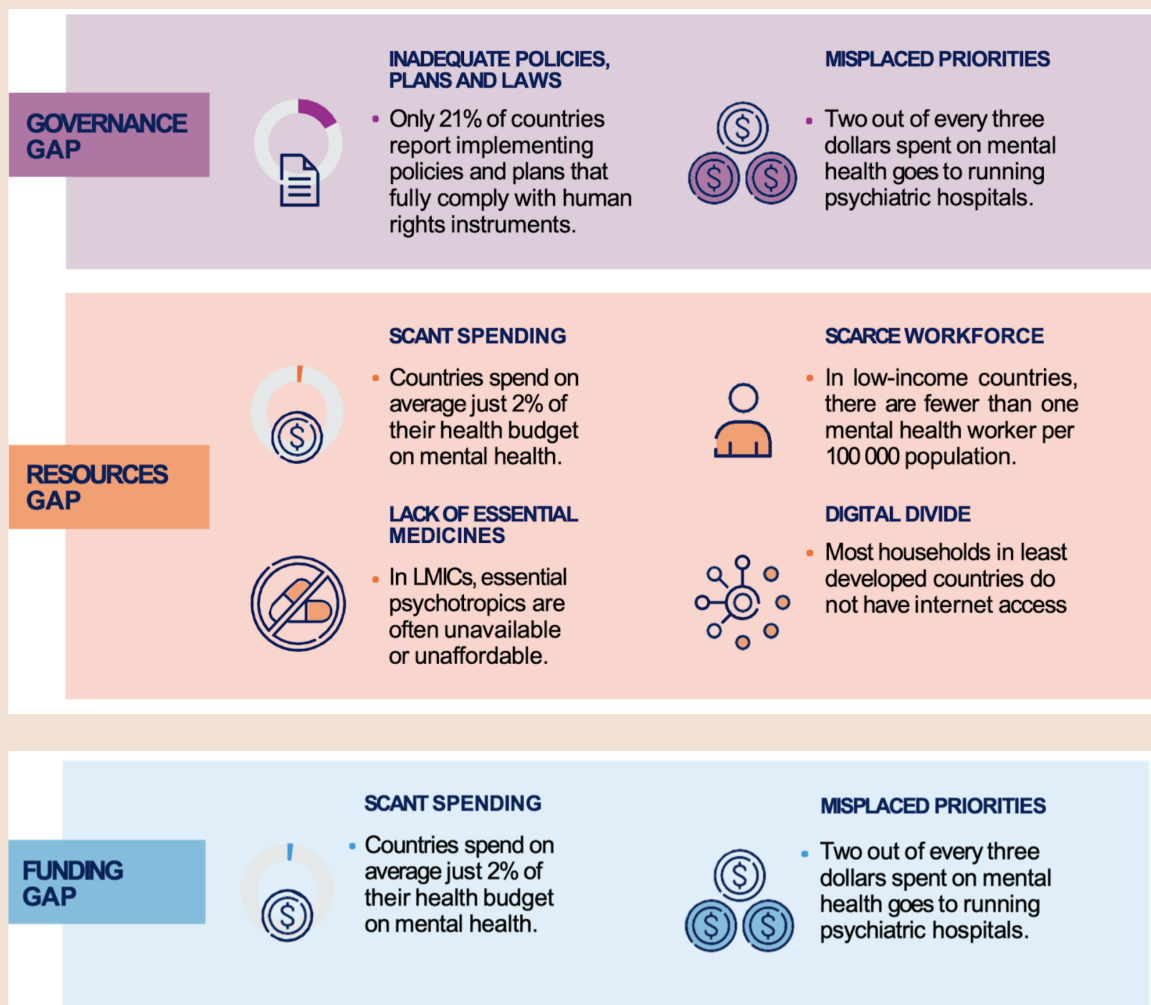 GOVERNANCE
GAP
INADEQUATE POLICIES,
PLANS AND LAWS
• Only 21% of countries
report implementing
policies and plans that
fully comply with human
rights instruments.
MISPLACED PRIORITIES
• Two out of every three
dollars spent on mental
health goes to running
psychiatric hospitals.
RESOURCES
GAP
SCANT SPENDING
• Countries spend on
average just 2% of
their health budget
on mental health.
SCARCE WORKFORCE
• In low-income countries,
there are fewer than one
mental health worker per
100 000 population.
LACK OF ESSENTIAL
MEDICINES
• In LMICs, essential
psychotropics are
often unavailable
or unaffordable.
DIGITAL DIVIDE
• Most households in least
developed countries do
not have internet access
FUNDING
GAP
SCANT SPENDING
• Countries spend on
average just 2% of
their health budget
on mental health.
MISPLACED PRIORITIES
• Two out of every three
dollars spent on mental
health goes to running
psychiatric hospitals.